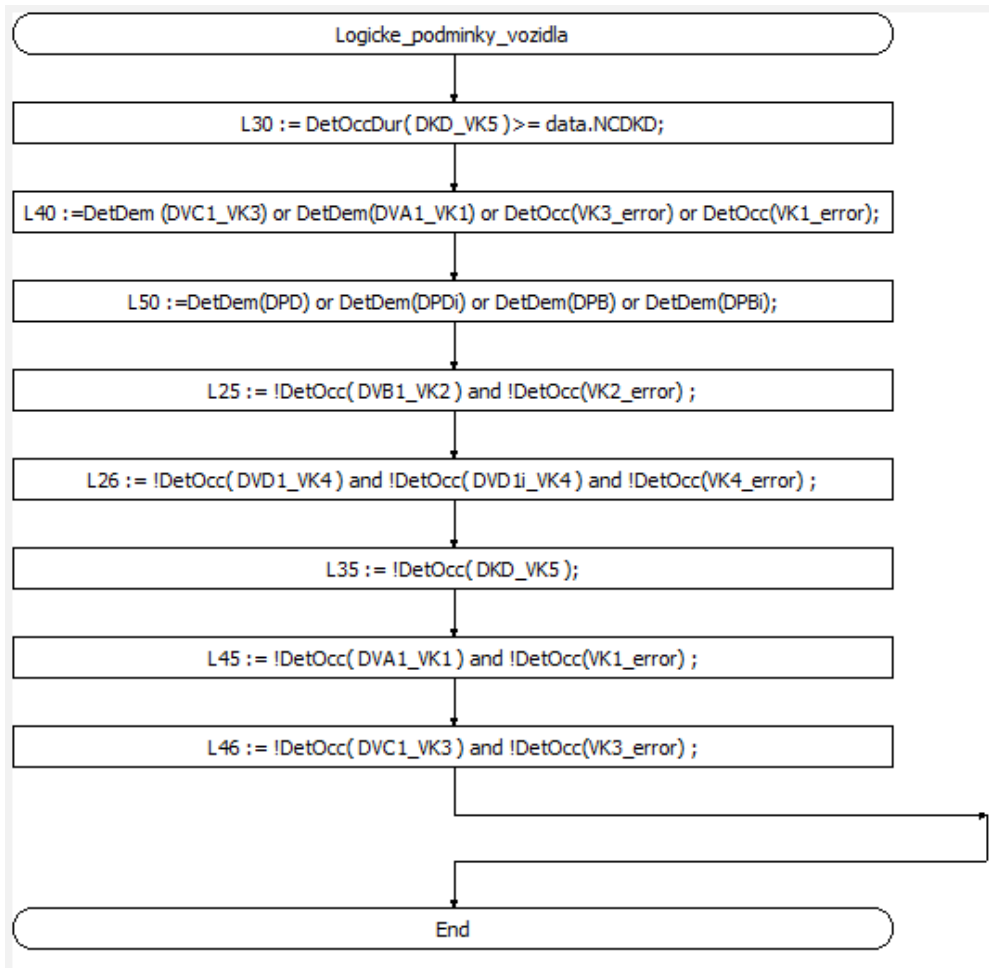 Logicke_podminky_vozidla
L30 := DetOccDur( DKD_VK5 )>= data.NCDKD;
L40 :=DetDem (DVC1_VK3) or DetDem(DVA1_VK1) or DetOcc(VK3_error) or DetOcc(VK1_error);
L50 :=DetDem(DPD) or DetDem(DPDi) or DetDem(DPB) or DetDem(DPBi);
L25 := !DetOcc( DVB1_VK2 ) and !DetOcc(VK2_error) ;
L26 := !DetOcc( DVD1_VK4 ) and !DetOcc( DVD1i_VK4 ) and !DetOcc(VK4_error) ;
L35 := !DetOcc( DKD_VK5 );
L45 := !DetOcc( DVA1_VK1 ) and !DetOcc(VK1_error) ;
L46 := !DetOcc( DVC1_VK3 ) and !DetOcc(VK3_error) ;
End